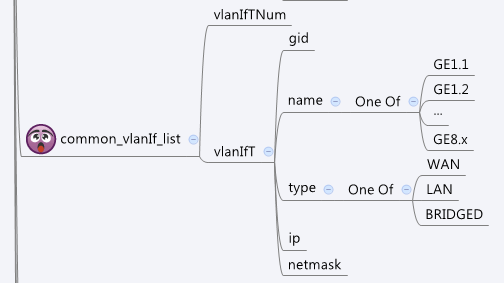 vlanIfTNum
gid
GE1.1
GE1.2
name
One Of
...
GE8.x
common_vlanIf_list
vlanIfT
WAN
type
One Of
LAN
BRIDGED
ip
netmask